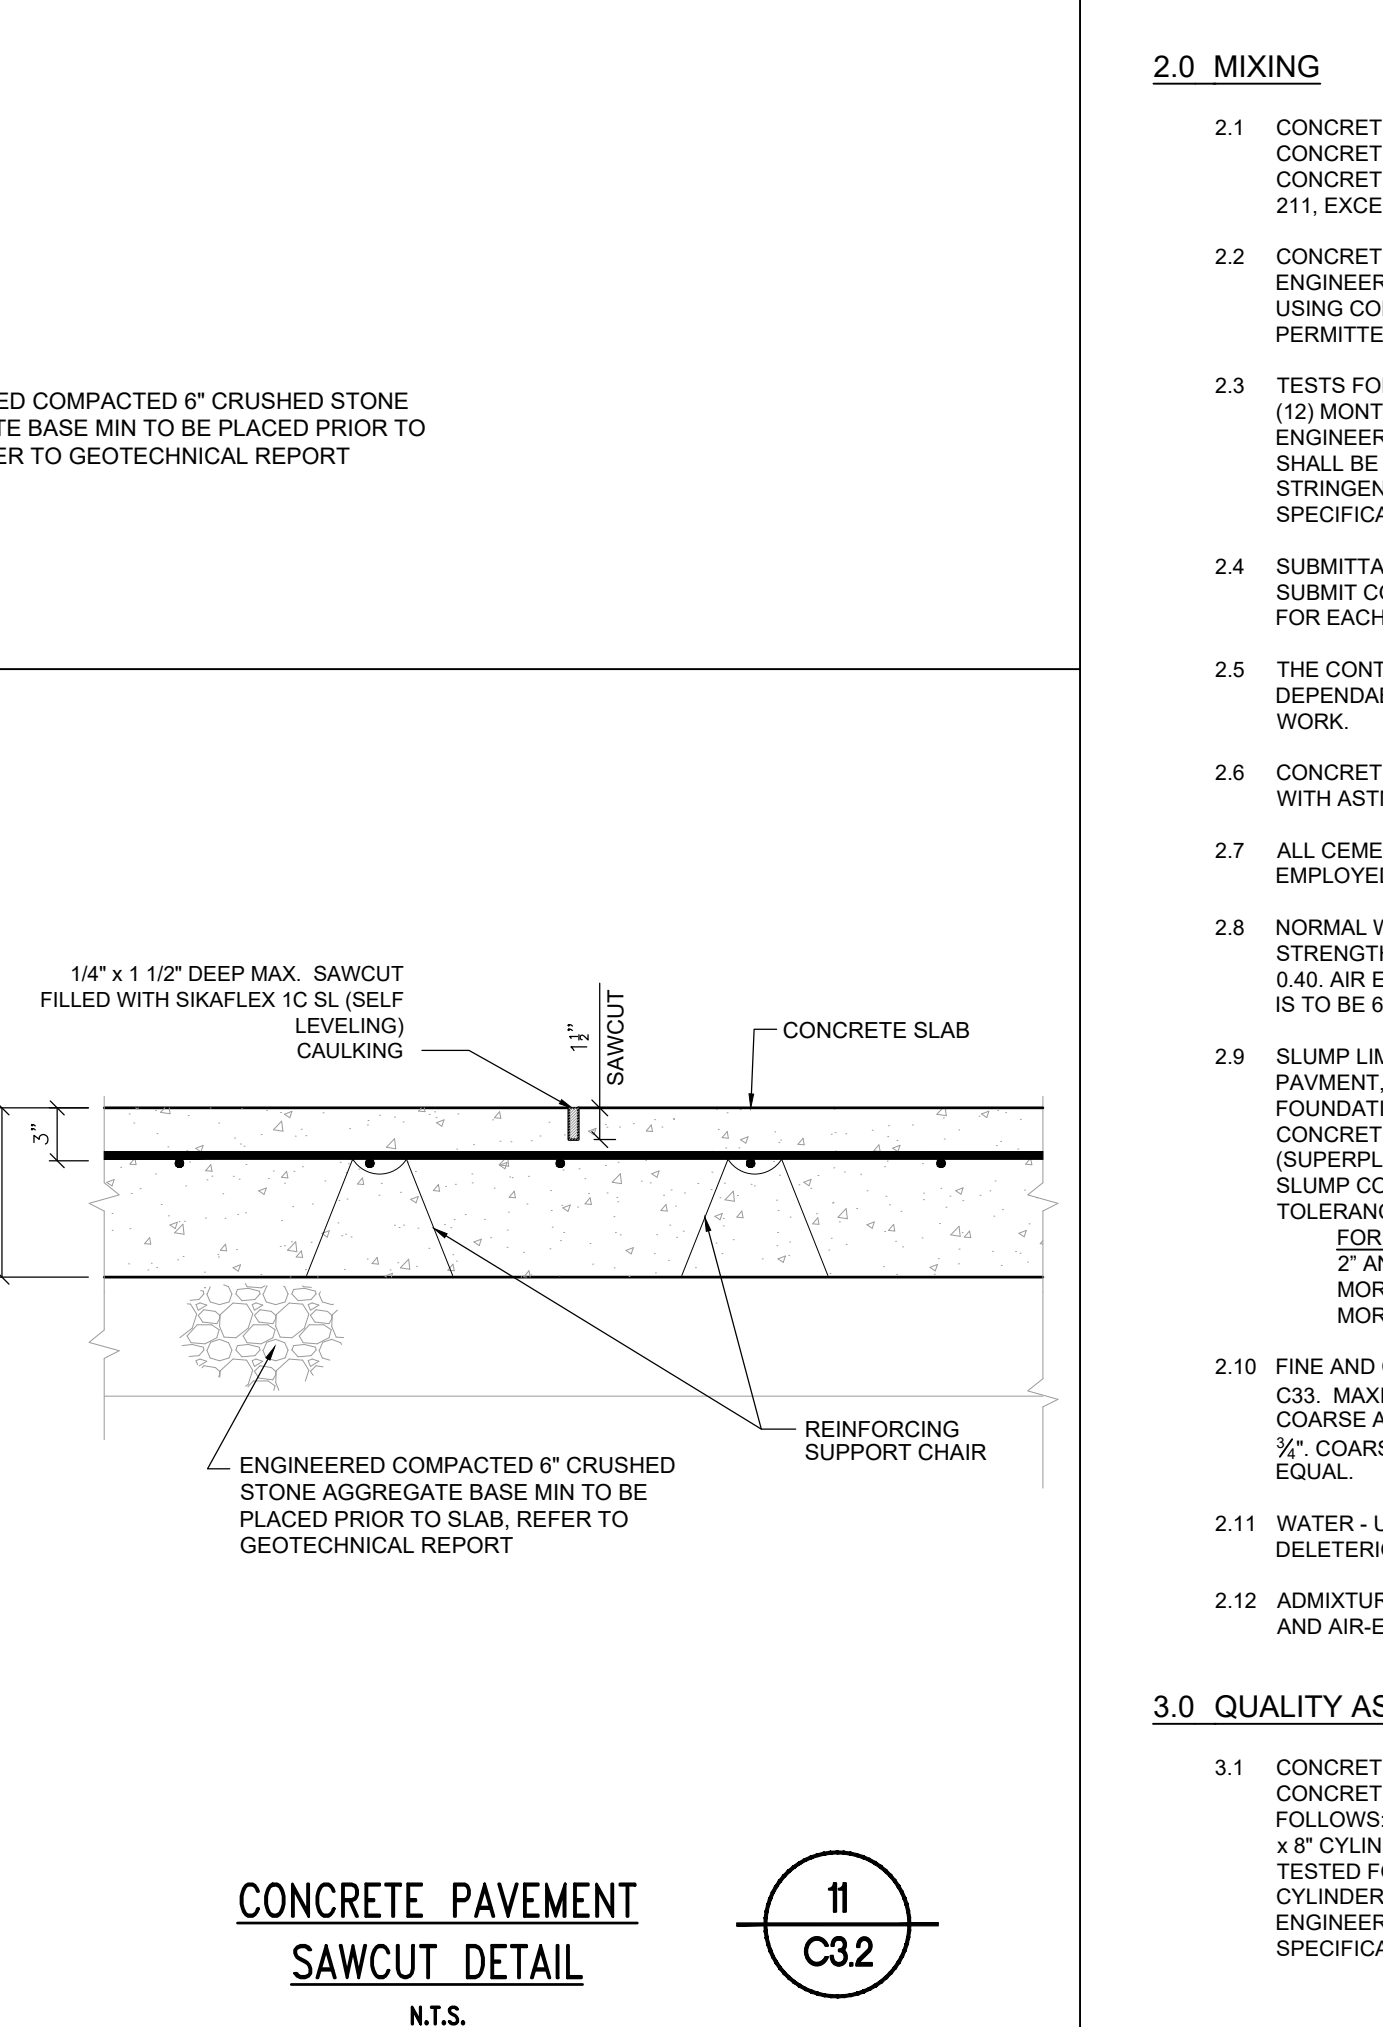 ED COMPACTED 6" CRUSHED STONE
TE BASE MIN TO BE PLACED PRIOR TO
ER TO GEOTECHNICAL REPORT
1/4" x 1 1/2" DEEP MAX. SAWCUT
FILLED WITH SIKAFLEX 1C SL (SELF
LEVELING)
CAULKING
1½"
SAWCUT
CONCRETE SLAB
3"
REINFORCING
SUPPORT CHAIR
ENGINEERED COMPACTED 6" CRUSHED
STONE AGGREGATE BASE MIN TO BE
PLACED PRIOR TO SLAB, REFER TO
GEOTECHNICAL REPORT
CONCRETE PAVEMENT
SAWCUT DETAIL
N.T.S.
11
C3.2
2.0 MIXING
2.1 CONCRET
CONCRET
CONCRET
211, EXCE
2.2 CONCRET
ENGINEER
USING CO
PERMITTE
2.3 TESTS FO
(12) MONT
ENGINEER
SHALL BE
STRINGEN
SPECIFICA
2.4 SUBMITTA
SUBMIT CO
FOR EACH
2.5 THE CONT
DEPENDAB
WORK.
2.6 CONCRET
WITH ASTM
2.7 ALL CEME
EMPLOYED
2.8 NORMAL W
STRENGTH
0.40. AIR E
IS TO BE 6
2.9 SLUMP LIM
PAVMENT,
FOUNDATI
CONCRET
(SUPERPL
SLUMP CO
TOLERANC
FOR
2” AN
MOR
MOR
2.10 FINE AND
C33. MAXI
COARSE A
¾". COARS
EQUAL.
2.11 WATER - U
DELETERI
2.12 ADMIXTUR
AND AIR-E
3.0 QUALITY AS
3.1 CONCRET
CONCRET
FOLLOWS:
x 8" CYLIN
TESTED FO
CYLINDER
ENGINEER
SPECIFICA